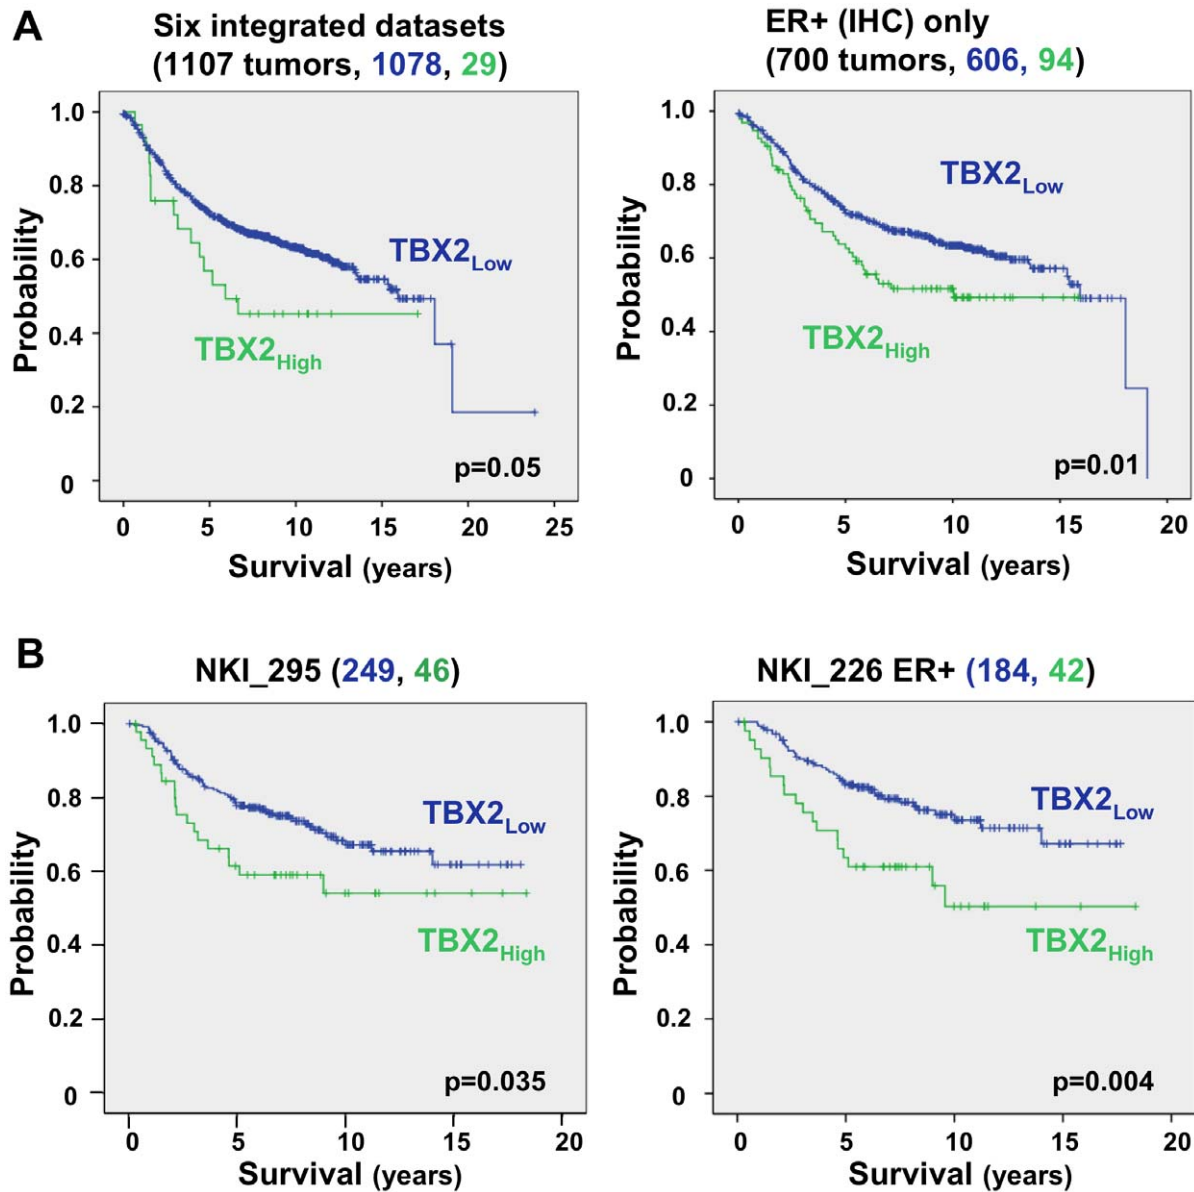 A
Six integrated datasets
(1107 tumors, 1078, 29)
1.0
0.8
0.6
0.4
0.2
0
Probability
TBX2Low
TBX2High
p=0.05
0 5 10 15 20 25
Survival (years)
ER+ (IHC) only
(700 tumors, 606, 94)
1.0
0.8
0.6
0.4
0.2
0
Probability
TBX2Low
TBX2High
p=0.01
0 5 10 15 20
Survival (years)
B
NKI_295 (249, 46)
1.0
0.8
0.6
0.4
0.2
0
Probability
TBX2Low
TBX2High
p=0.035
0 5 10 15 20
Survival (years)
NKI_226 ER+ (184, 42)
1.0
0.8
0.6
0.4
0.2
0
Probability
TBX2Low
TBX2High
p=0.004
0 5 10 15 20
Survival (years)